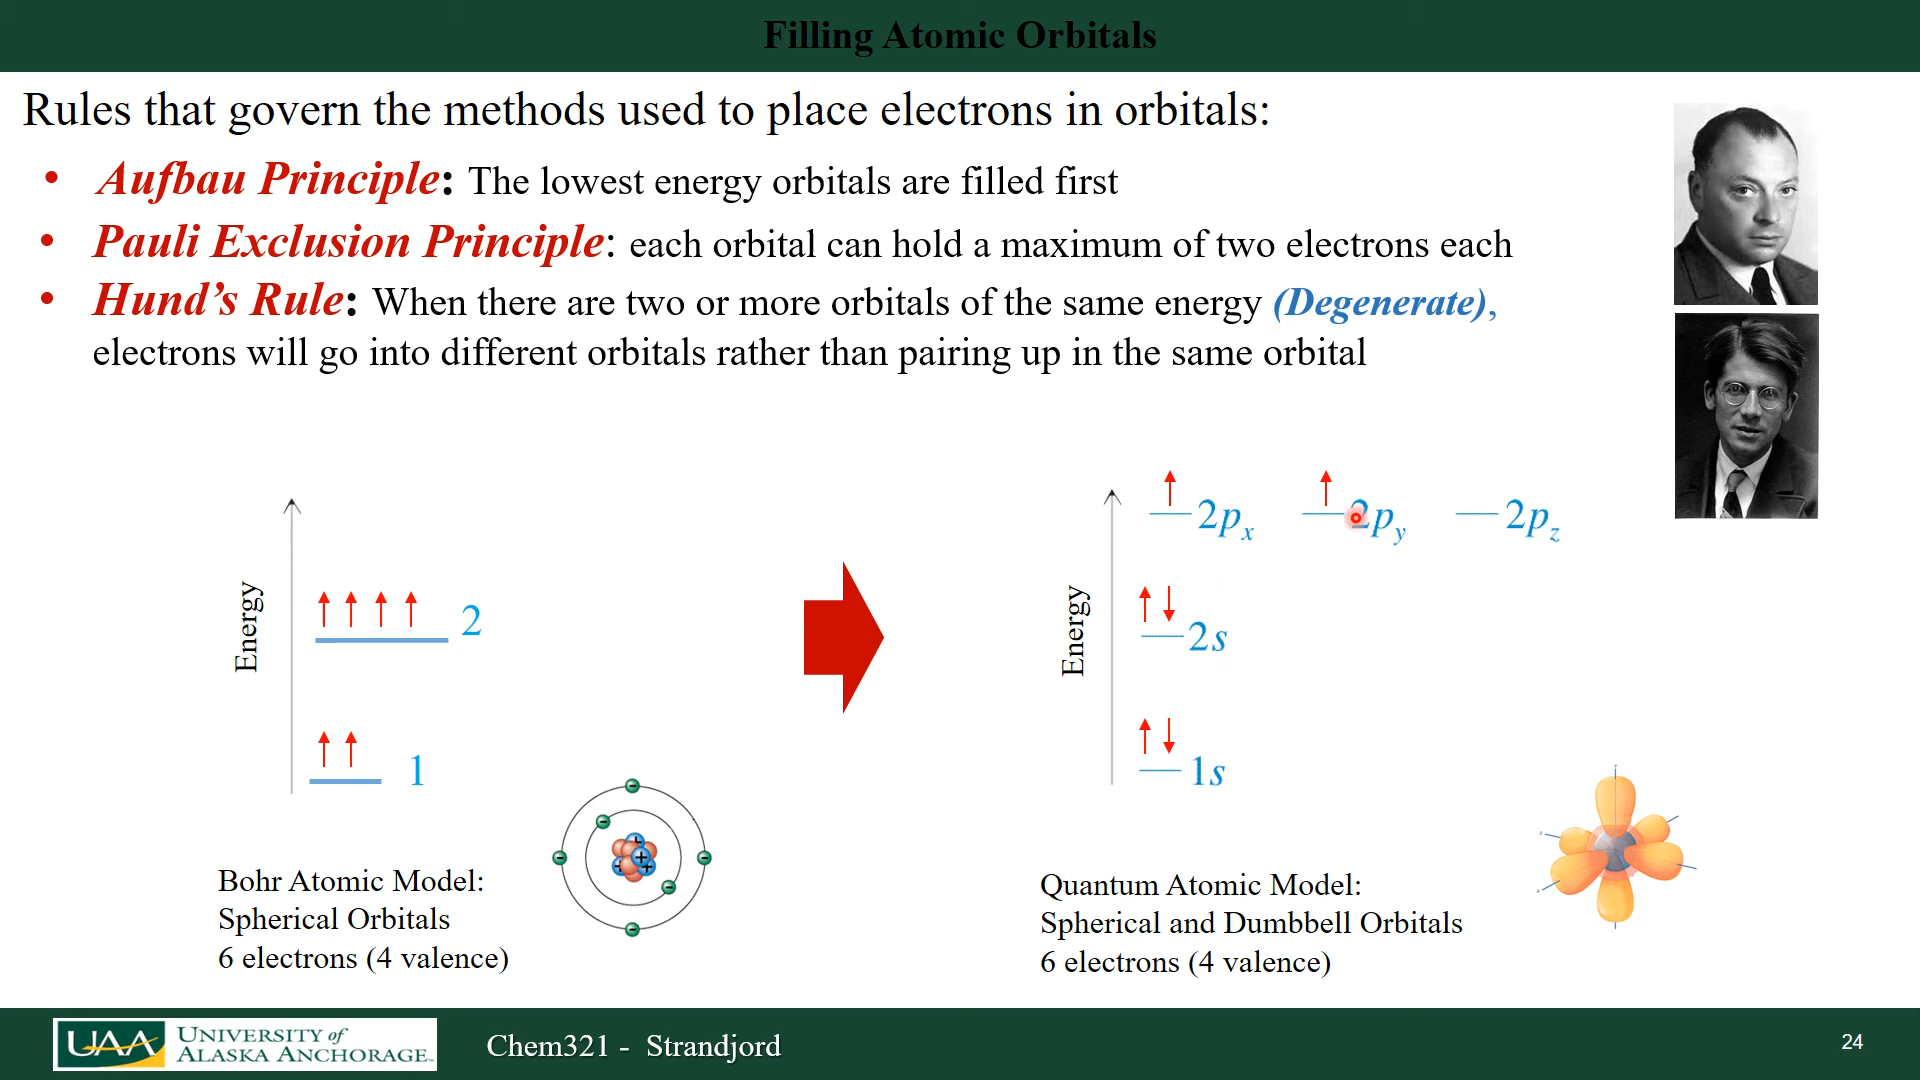 Filling Atomic Orbitals
Rules that govern the methods used to place electrons in orbitals:
• Aufbau Principle: The lowest energy orbitals are filled first
• Pauli Exclusion Principle: each orbital can hold a maximum of two electrons each
• Hund’s Rule: When there are two or more orbitals of the same energy (Degenerate),
electrons will go into different orbitals rather than pairing up in the same orbital
Energy
2
1
Bohr Atomic Model:
Spherical Orbitals
6 electrons (4 valence)
Energy
2px 2py 2pz
2s
1s
Quantum Atomic Model:
Spherical and Dumbbell Orbitals
6 electrons (4 valence)
UAA
UNIVERSITY of
ALASKA ANCHORAGE
Chem321 - Strandjord
24